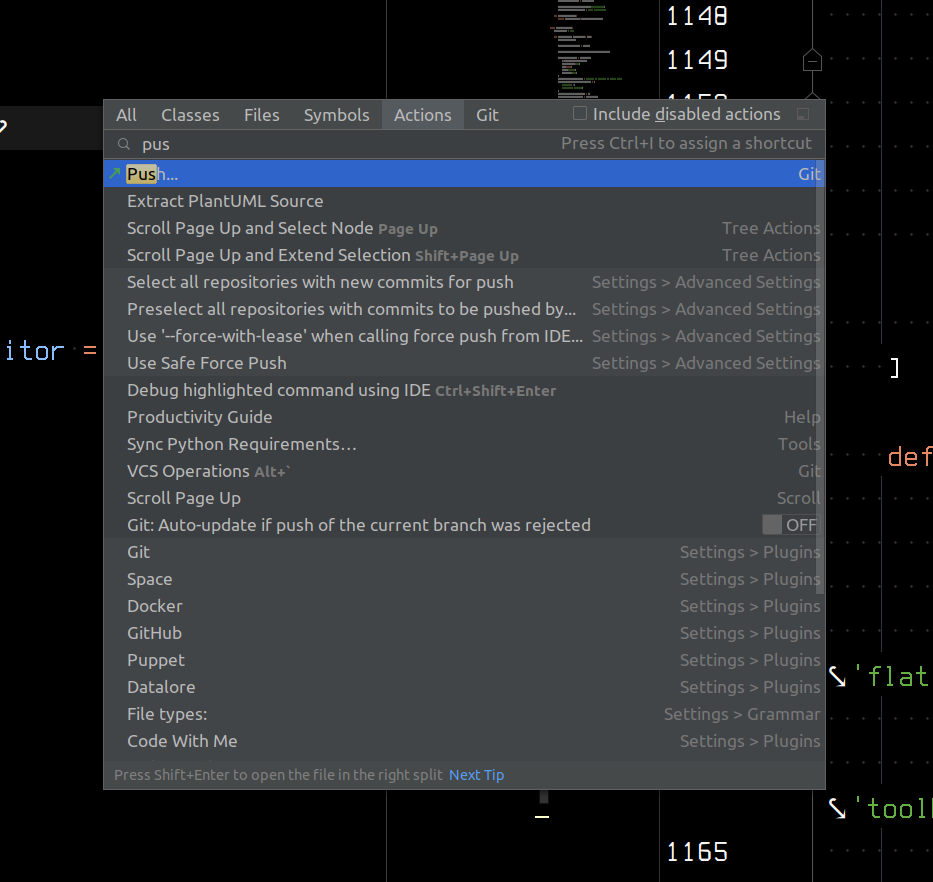 1148
1149
?
All Classes Files Symbols Actions Git Include disabled actions
pus Press Ctrl+I to assign a shortcut
Push... Git
Extract PlantUML Source
Scroll Page Up and Select Node Page Up Tree Actions
Scroll Page Up and Extend Selection Shift+Page Up Tree Actions
Select all repositories with new commits for push Settings > Advanced Settings
Preselect all repositories with commits to be pushed by... Settings > Advanced Settings
Use '--force-with-lease' when calling force push from IDE... Settings > Advanced Settings
itor =
Use Safe Force Push Settings > Advanced Settings
]
Debug highlighted command using IDE Ctrl+Shift+Enter
Productivity Guide Help
Sync Python Requirements... Tools
def
VCS Operations Alt+` Git
Scroll Page Up Scroll
Git: Auto-update if push of the current branch was rejected OFF
Git Settings > Plugins
Space Settings > Plugins
Docker Settings > Plugins
GitHub Settings > Plugins
Puppet Settings > Plugins
'flat
Datalore Settings > Plugins
File types: Settings > Grammar
Code With Me Settings > Plugins
Press Shift+Enter to open the file in the right split Next Tip
'tool
1165